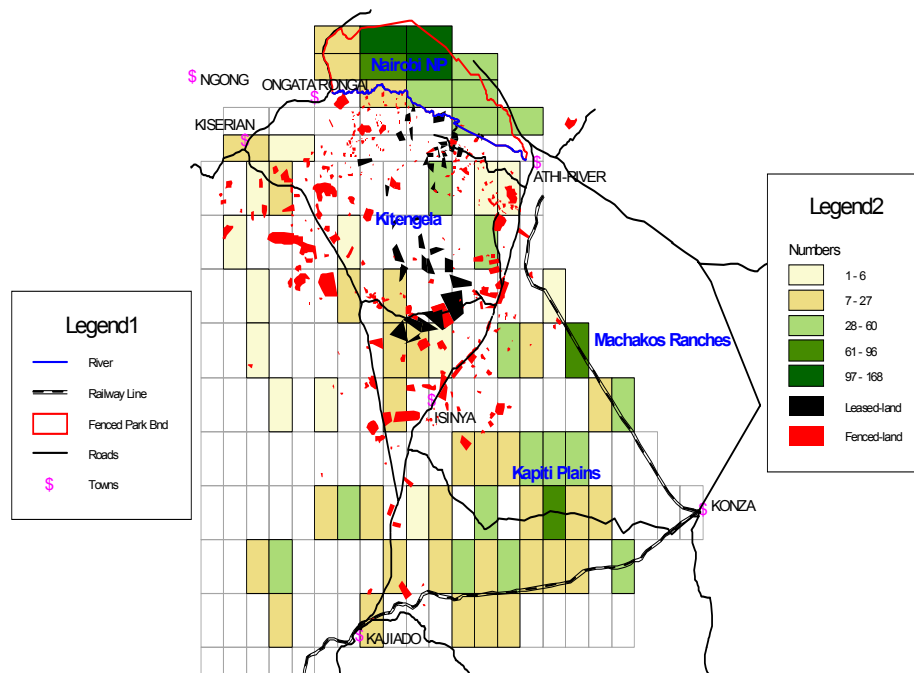 Nairobi NP
$ NGONG
ONGATA RONGAI
$
KISERIAN
$
$
ATHI-RIVER
Kitengela
Machakos Ranches
$
ISINYA
Kapiti Plains
$ KONZA
$ KAJIADO
Legend1
River
Railway Line
Fenced Park Bnd
Roads
$ Towns
Legend2
Numbers
1 - 6
7 - 27
28 - 60
61 - 96
97 - 168
Leased-land
Fenced-land